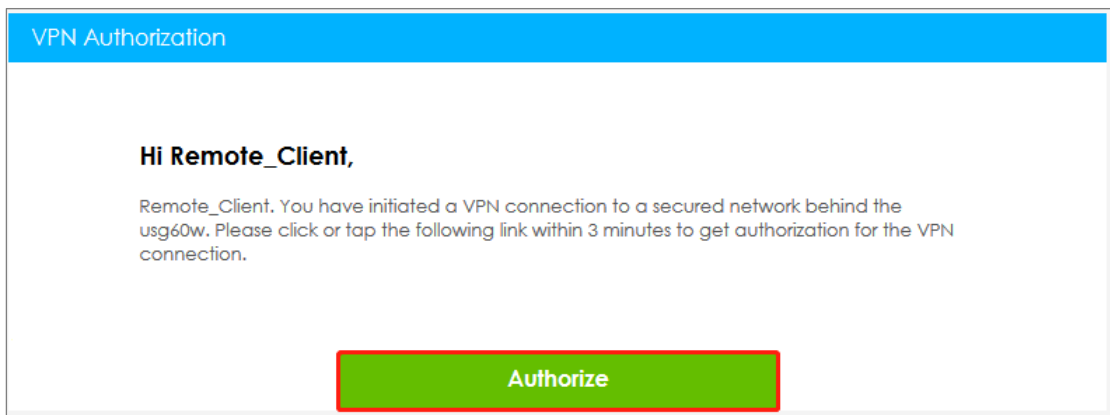 VPN Authorization
Hi Remote_Client,
Remote_Client. You have initiated a VPN connection to a secured network behind the
usg60w. Please click or tap the following link within 3 minutes to get authorization for the VPN
connection.
Authorize